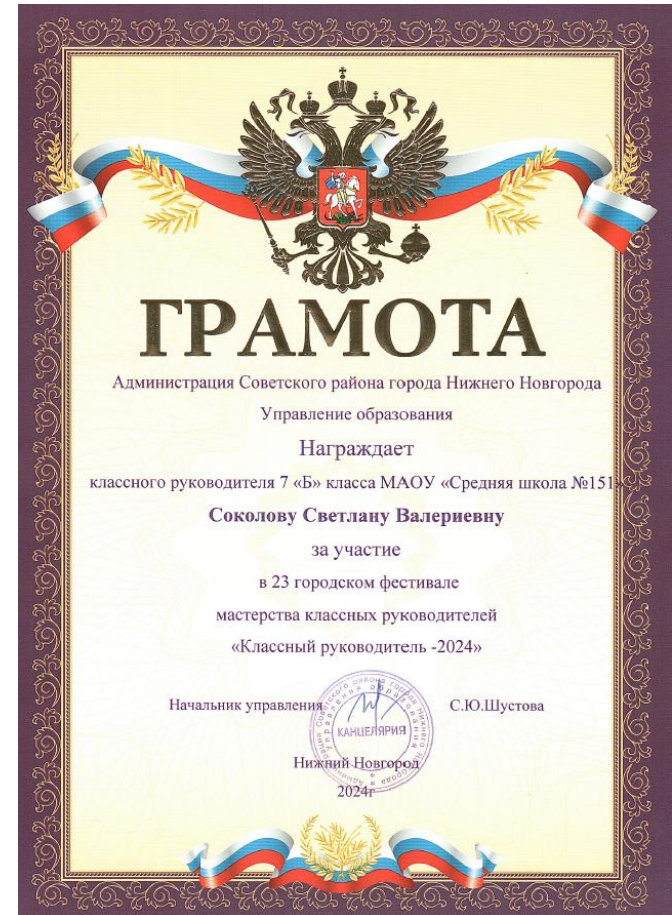 ГРАМОТА
Администрация Советского района города Нижнего Новгорода
Управление образования
Награждает
классного руководителя 7 «Б» класса МАОУ «Средняя школа №151»
Соколову Светлану Валериевну
за участие
в 23 городском фестивале
мастерства классных руководителей
«Классный руководитель -2024»
Начальник управления С.Ю.Шустова
КАНЦЕЛЯРИЯ
Нижний Новгород
2024г